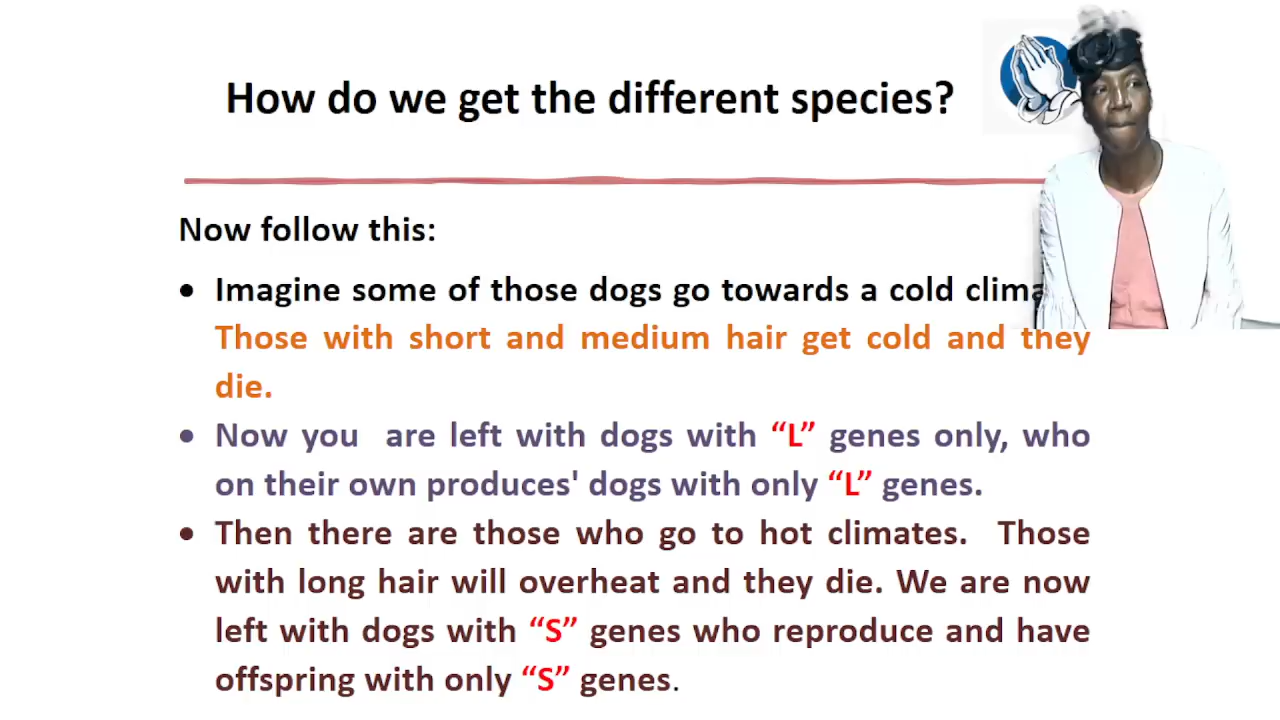 How do we get the different species?
Now follow this:
• Imagine some of those dogs go towards a cold
Those with short and medium hair get cold and they
die.
• Now you are left with dogs with “L” genes only, who
on their own produces' dogs with only “L” genes.
• Then there are those who go to hot climates. Those
with long hair will overheat and they die. We are now
left with dogs with “S” genes who reproduce and have
offspring with only “S” genes.